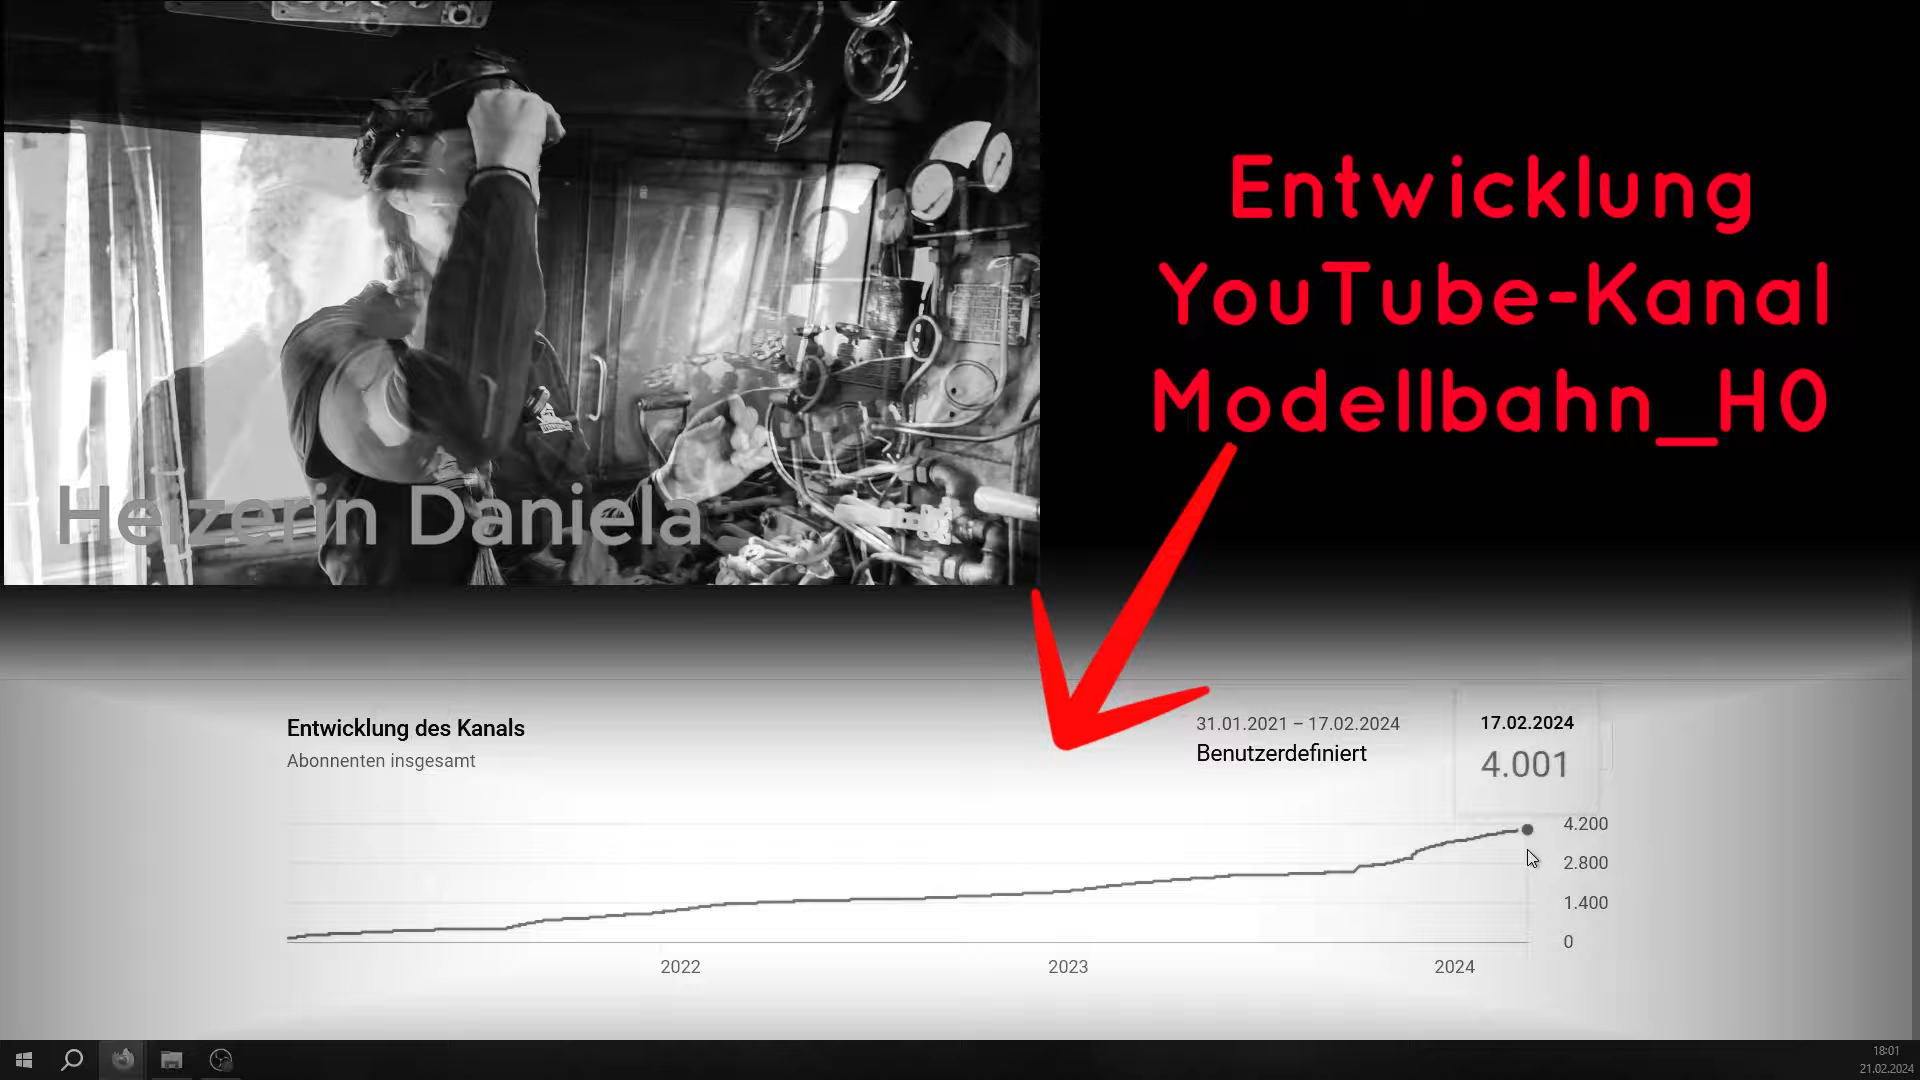 Entwicklung
YouTube-Kanal
Modellbahn_H0
Heizerin Daniela
Entwicklung des Kanals
Abonnenten insgesamt
31.01.2021 – 17.02.2024
Benutzerdefiniert
17.02.2024
4.001
4.200
2.800
1.400
0
2022
2023
2024
18:01
21.02.2024